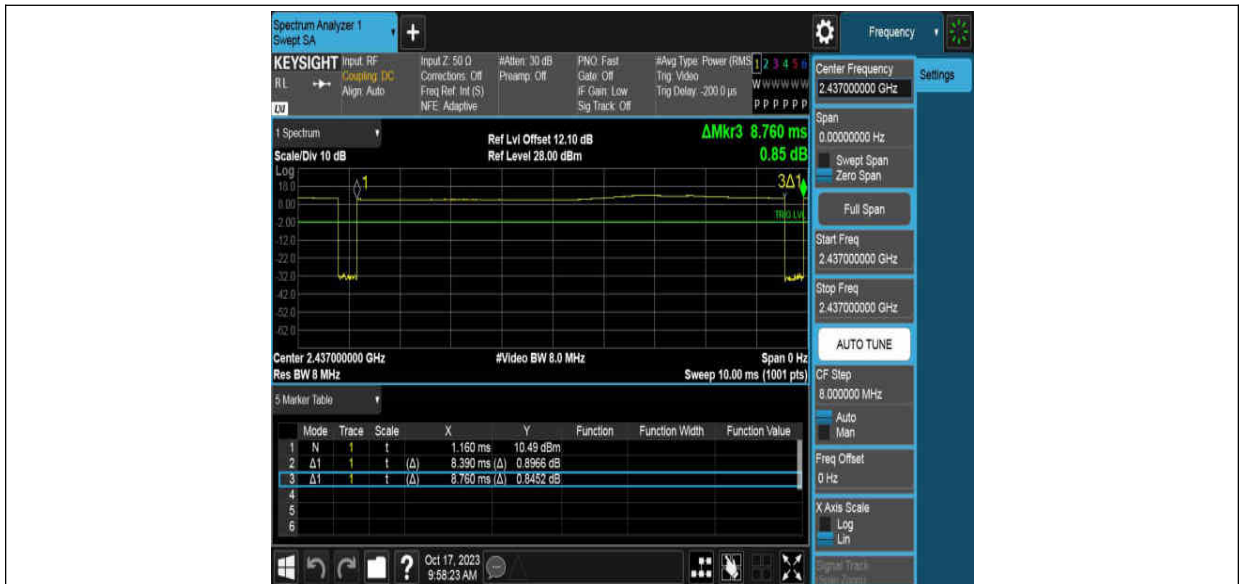 Spectrum Analyzer 1
Swept SA
+
Frequency
KEYSIGHT
RL
LXI
Input: RF
Coupling: DC
Align: Auto
Input Z: 50 Ω
Corrections: Off
Freq Ref: Int (S)
NFE: Adaptive
#Atten: 30 dB
Preamp: Off
PNO: Fast
Gate: Off
IF Gain: Low
Sig Track: Off
#Avg Type: Power (RMS
Trig: Video
Trig Delay: -200.0 µs
1 2 3 4 5 6
W W W W W W
P P P P P P
1 Spectrum
Scale/Div 10 dB
Ref Lvl Offset 12.10 dB
Ref Level 28.00 dBm
ΔMkr3 8.760 ms
0.85 dB
Log
18.0
8.00
-2.00
-12.0
-22.0
-32.0
-42.0
-52.0
-62.0
1
3Δ1
TRIG LVL
Center 2.437000000 GHz
Res BW 8 MHz
#Video BW 8.0 MHz
Span 0 Hz
Sweep 10.00 ms (1001 pts)
5 Marker Table
Mode Trace Scale X Y Function Function Width Function Value
1 N 1 t 1.160 ms 10.49 dBm
2 Δ1 1 t (Δ) 8.390 ms (Δ) 0.8966 dB
3 Δ1 1 t (Δ) 8.760 ms (Δ) 0.8452 dB
4
5
6
?
Oct 17, 2023
9:58:23 AM
Center Frequency
2.437000000 GHz
Settings
Span
0.00000000 Hz
Swept Span
Zero Span
Full Span
Start Freq
2.437000000 GHz
Stop Freq
2.437000000 GHz
AUTO TUNE
CF Step
8.000000 MHz
Auto
Man
Freq Offset
0 Hz
X Axis Scale
Log
Lin
Signal Track
(Span Zoom)